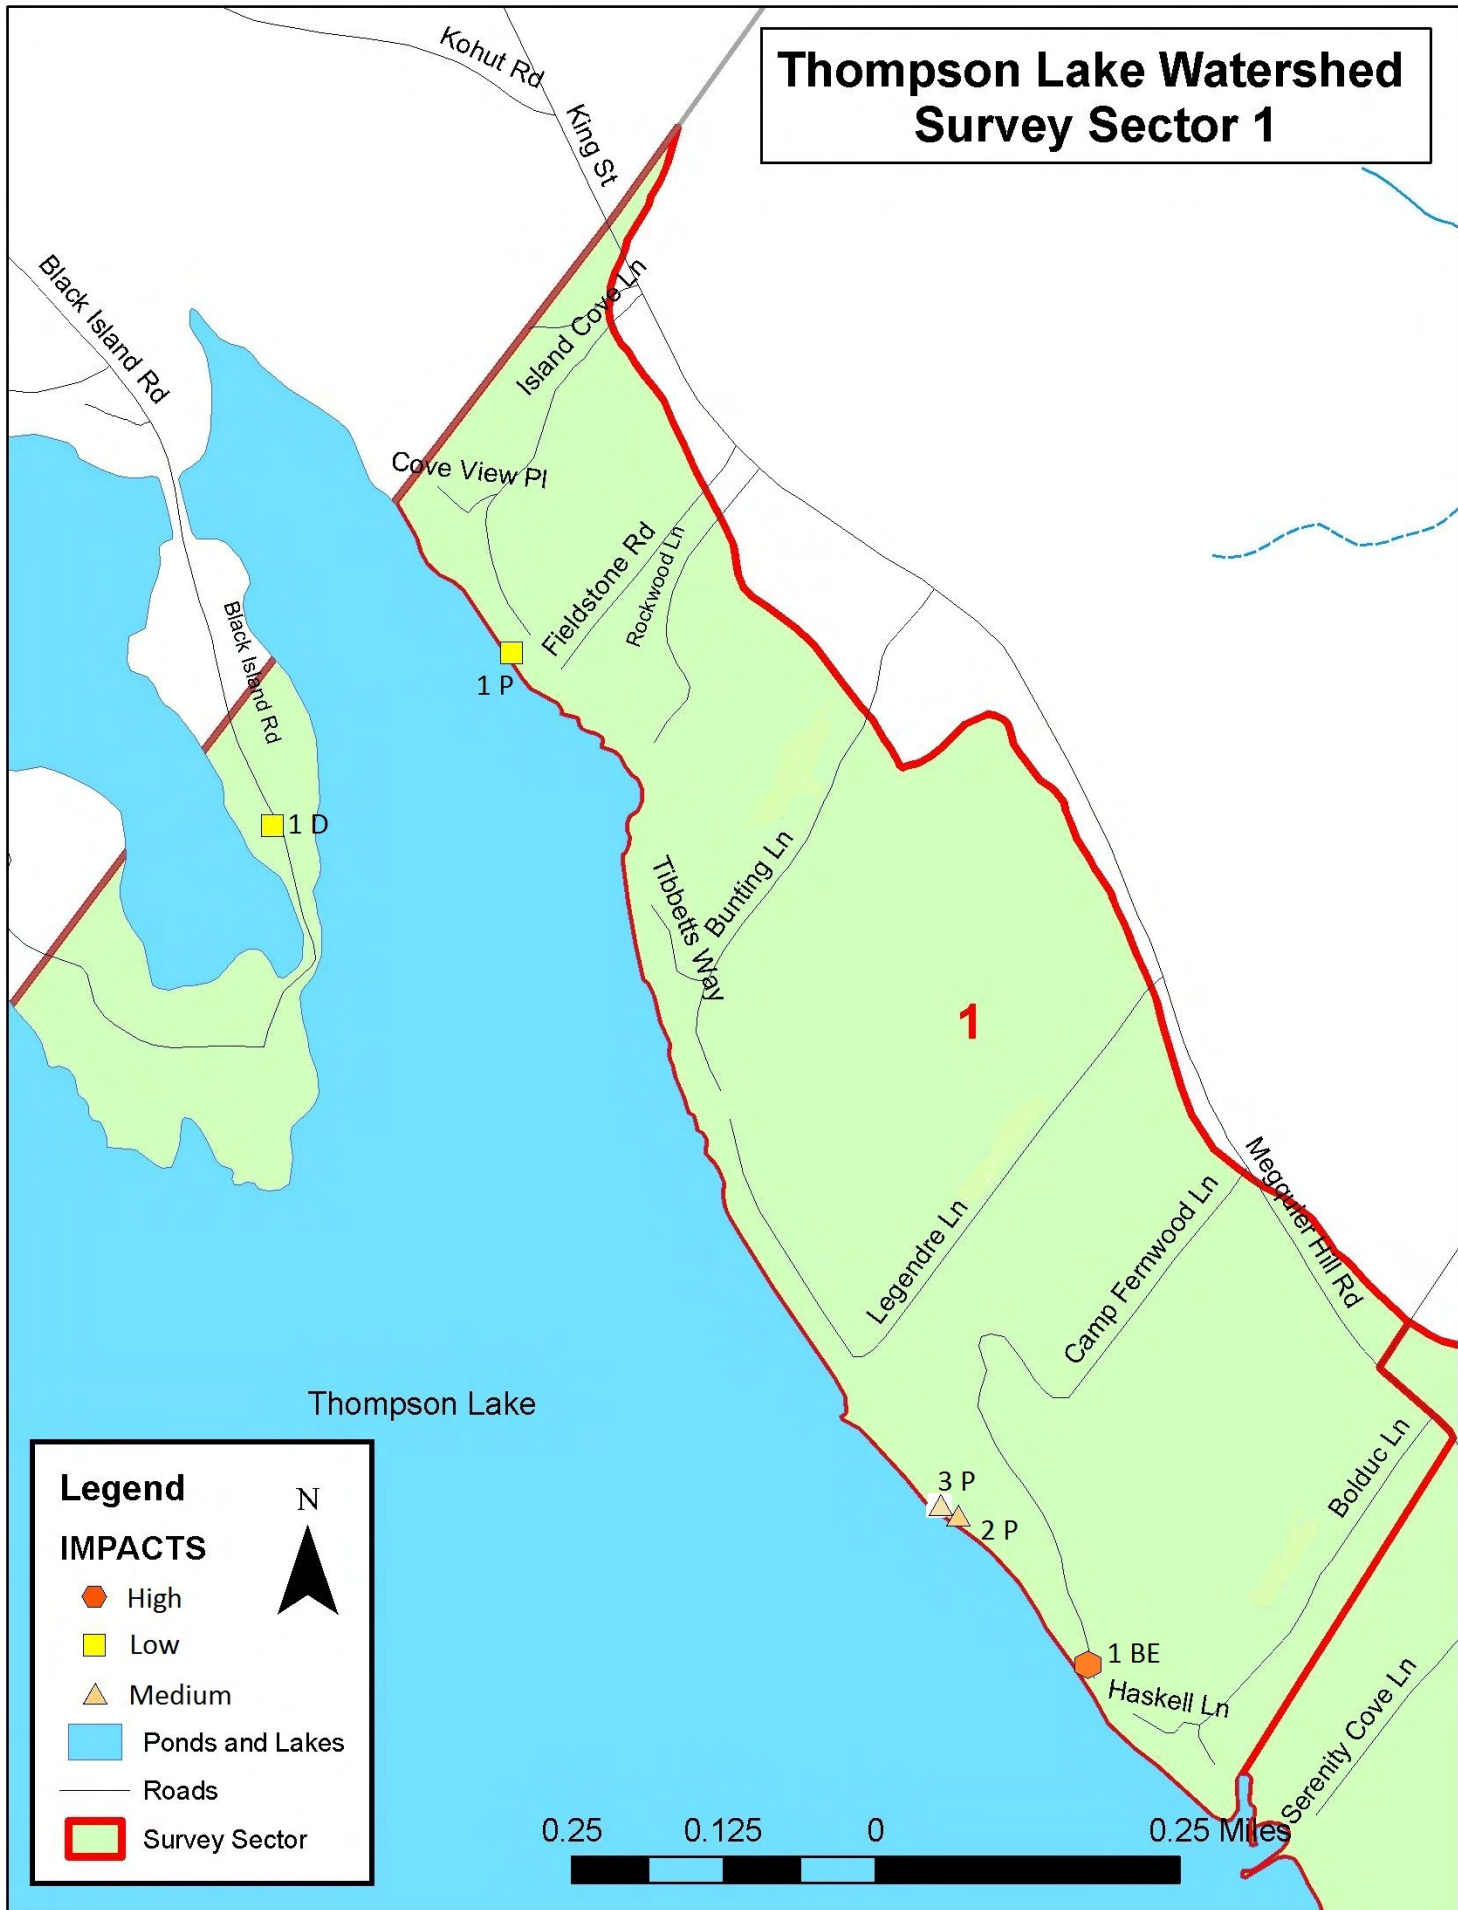 Thompson Lake Watershed
Survey Sector 1
Kohut Rd
King St
Black Island Rd
Island Cove Ln
Cove View Pl
Fieldstone Rd
Rockwood Ln
Black Island Rd
1 P
1 D
Tibbetts Way
Bunting Ln
1
Megquier Hill Rd
Legendre Ln
Camp Fernwood Ln
Thompson Lake
Bolduc Ln
3 P
2 P
1 BE
Haskell Ln
Serenity Cove Ln
Legend
N
IMPACTS
High
Low
Medium
Ponds and Lakes
Roads
Survey Sector
0.25 0.125 0 0.25 Miles